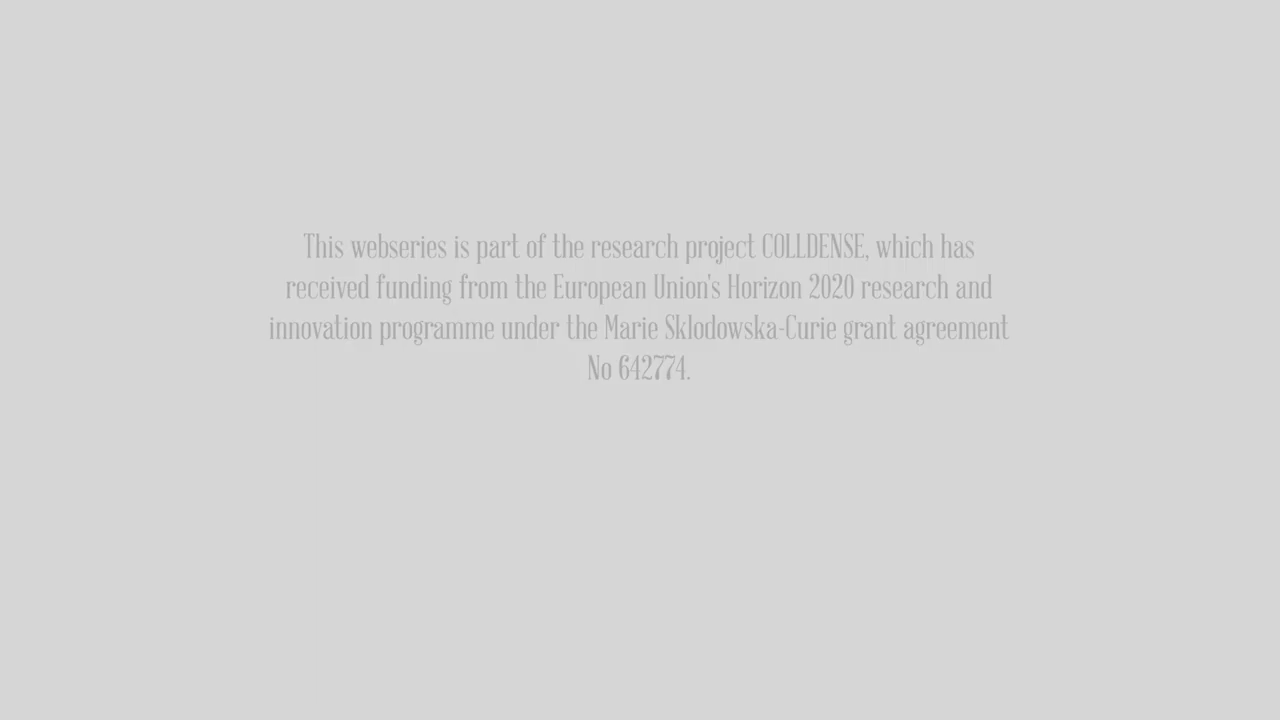 This webseries is part of the research project COLLDENSE, which has
received funding from the European Union's Horizon 2020 research and
innovation programme under the Marie Sklodowska-Curie grant agreement
No 642774.